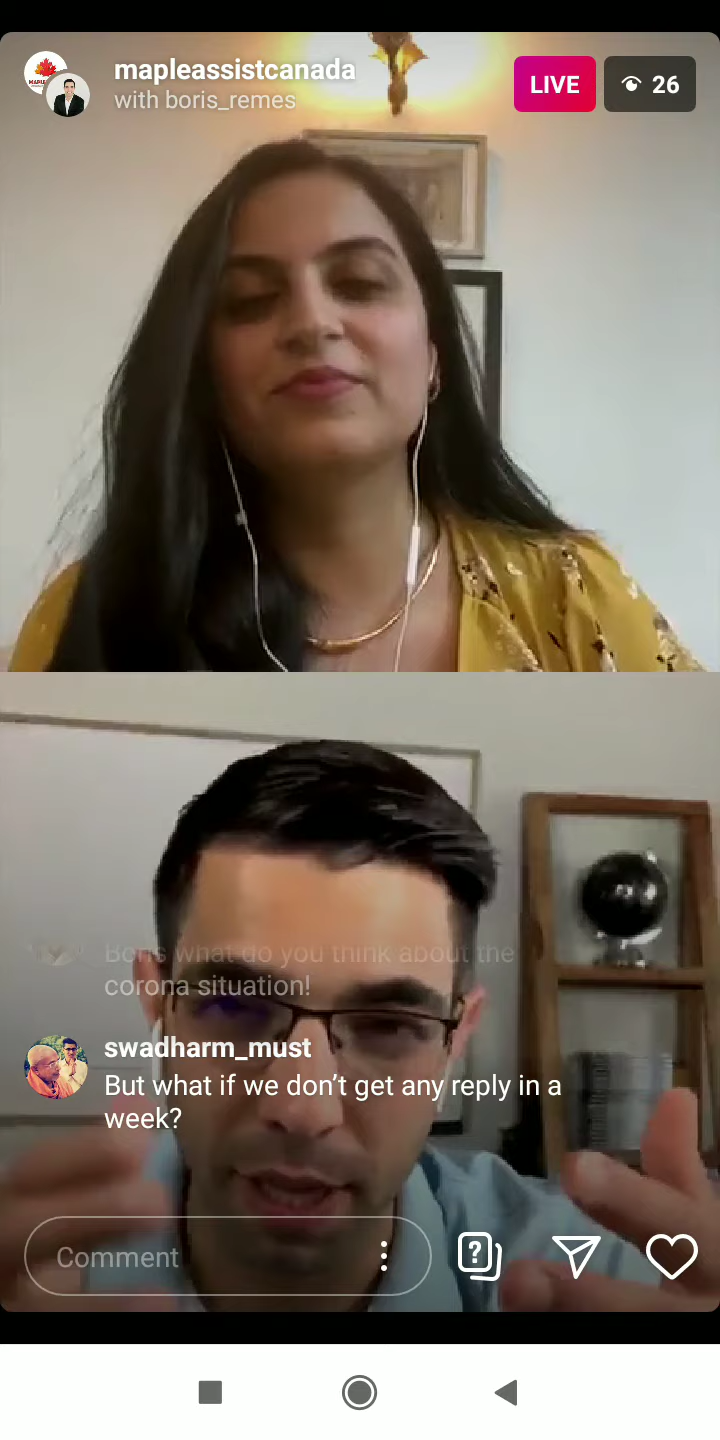 mapleassistcanada
with boris_remes
LIVE
26
MAPLE
Boris what do you think about the
corona situation!
swadharm_must
But what if we don’t get any reply in a
week?
Comment
?